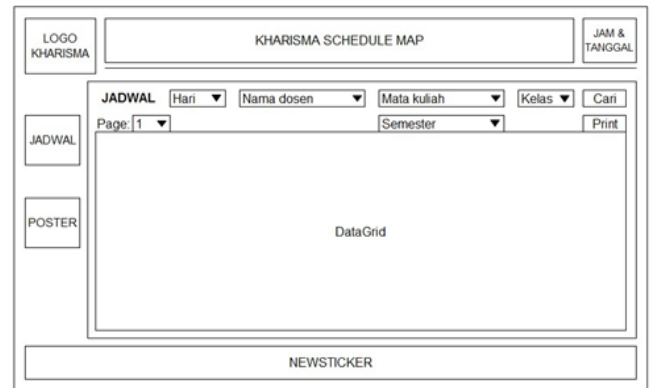 LOGO
KHARISMA
KHARISMA SCHEDULE MAP
JAM &
TANGGAL
JADWAL Hari Nama dosen Mata kuliah Kelas Cari
Page: 1 Semester Print
JADWAL
POSTER
DataGrid
NEWSTICKER